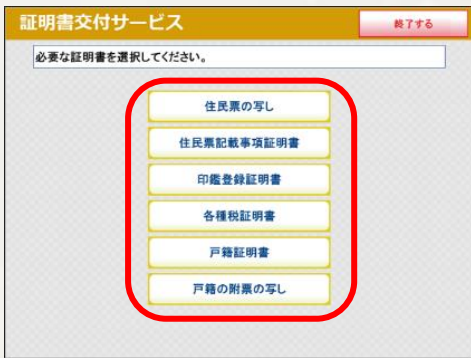 証明書交付サービス
終了する
必要な証明書を選択してください。
住民票の写し
住民票記載事項証明書
印鑑登録証明書
各種税証明書
戸籍証明書
戸籍の附票の写し